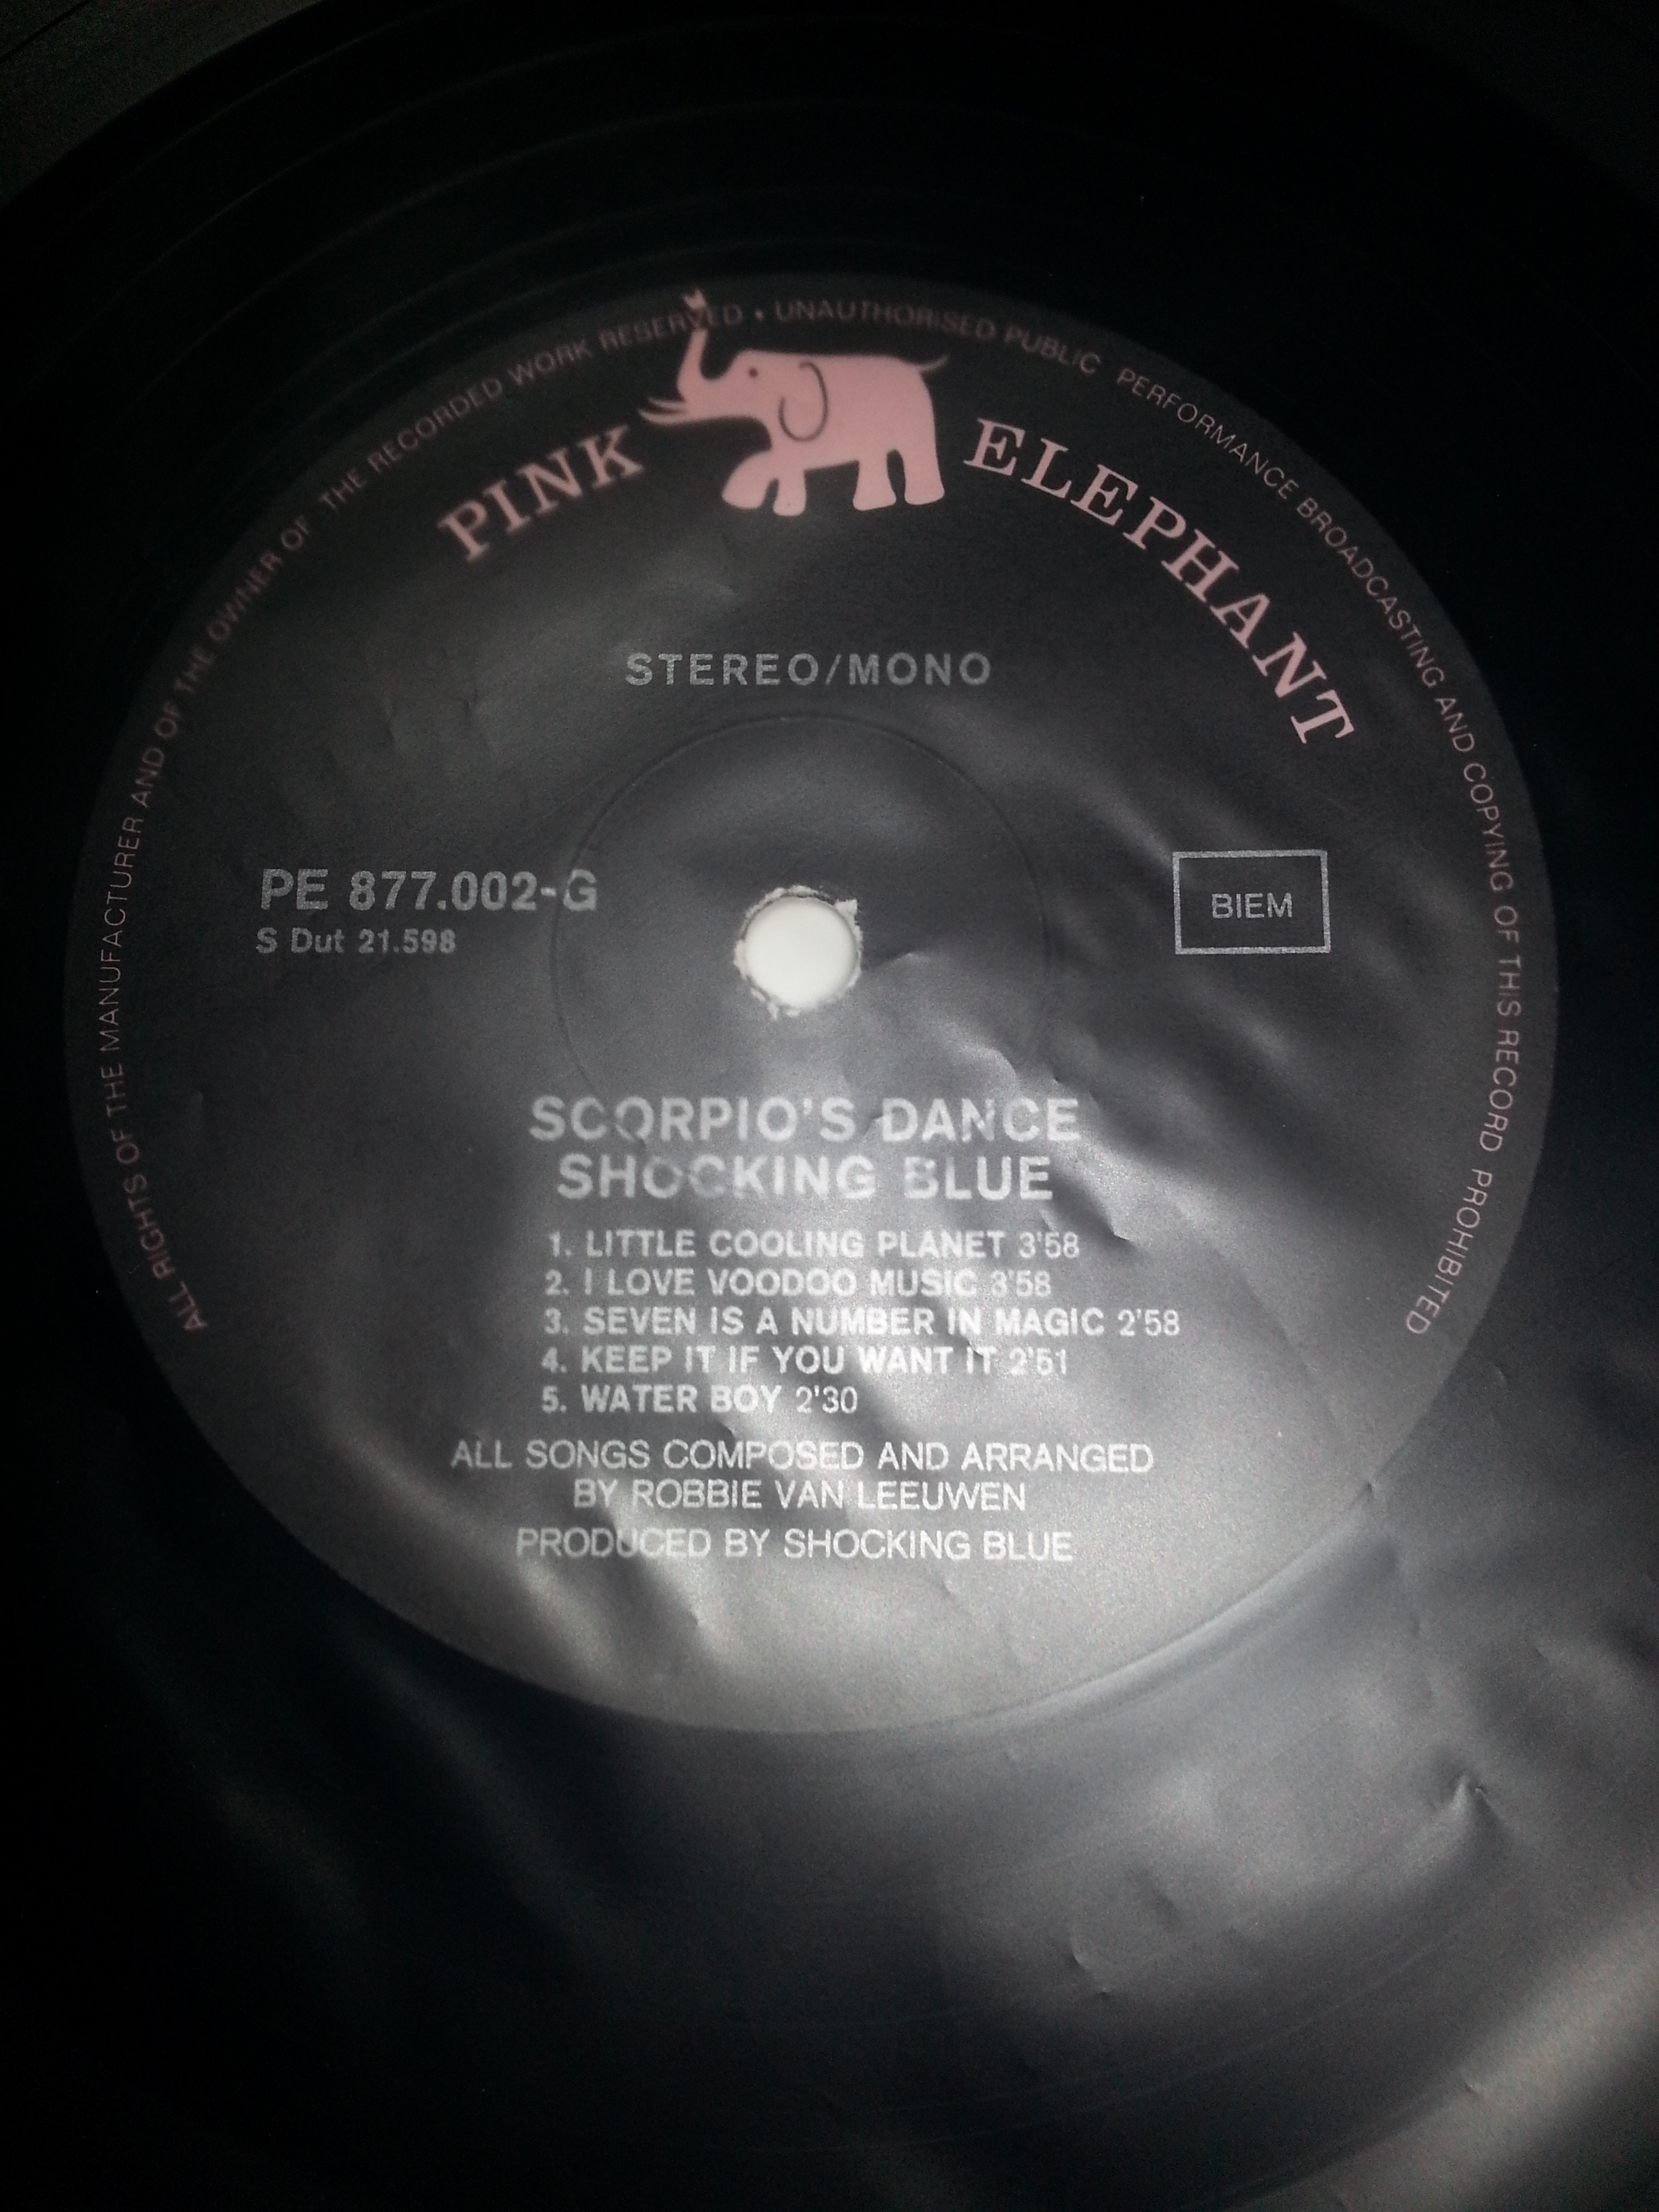 ALL RIGHTS OF THE MANUFACTURER AND OF THE OWNER OF THE RECORDED WORK RESERVED • UNAUTHORISED PUBLIC PERFORMANCE BROADCASTING AND COPYING OF THIS RECORD PROHIBITED
PINK ELEPHANT
STEREO/MONO
PE 877.002-G
S Dut 21.598
BIEM
SCORPIO'S DANCE
SHOCKING BLUE
1. LITTLE COOLING PLANET 3'58
2. I LOVE VOODOO MUSIC 3'58
3. SEVEN IS A NUMBER IN MAGIC 2'58
4. KEEP IT IF YOU WANT IT 2'51
5. WATER BOY 2'30
ALL SONGS COMPOSED AND ARRANGED
BY ROBBIE VAN LEEUWEN
PRODUCED BY SHOCKING BLUE